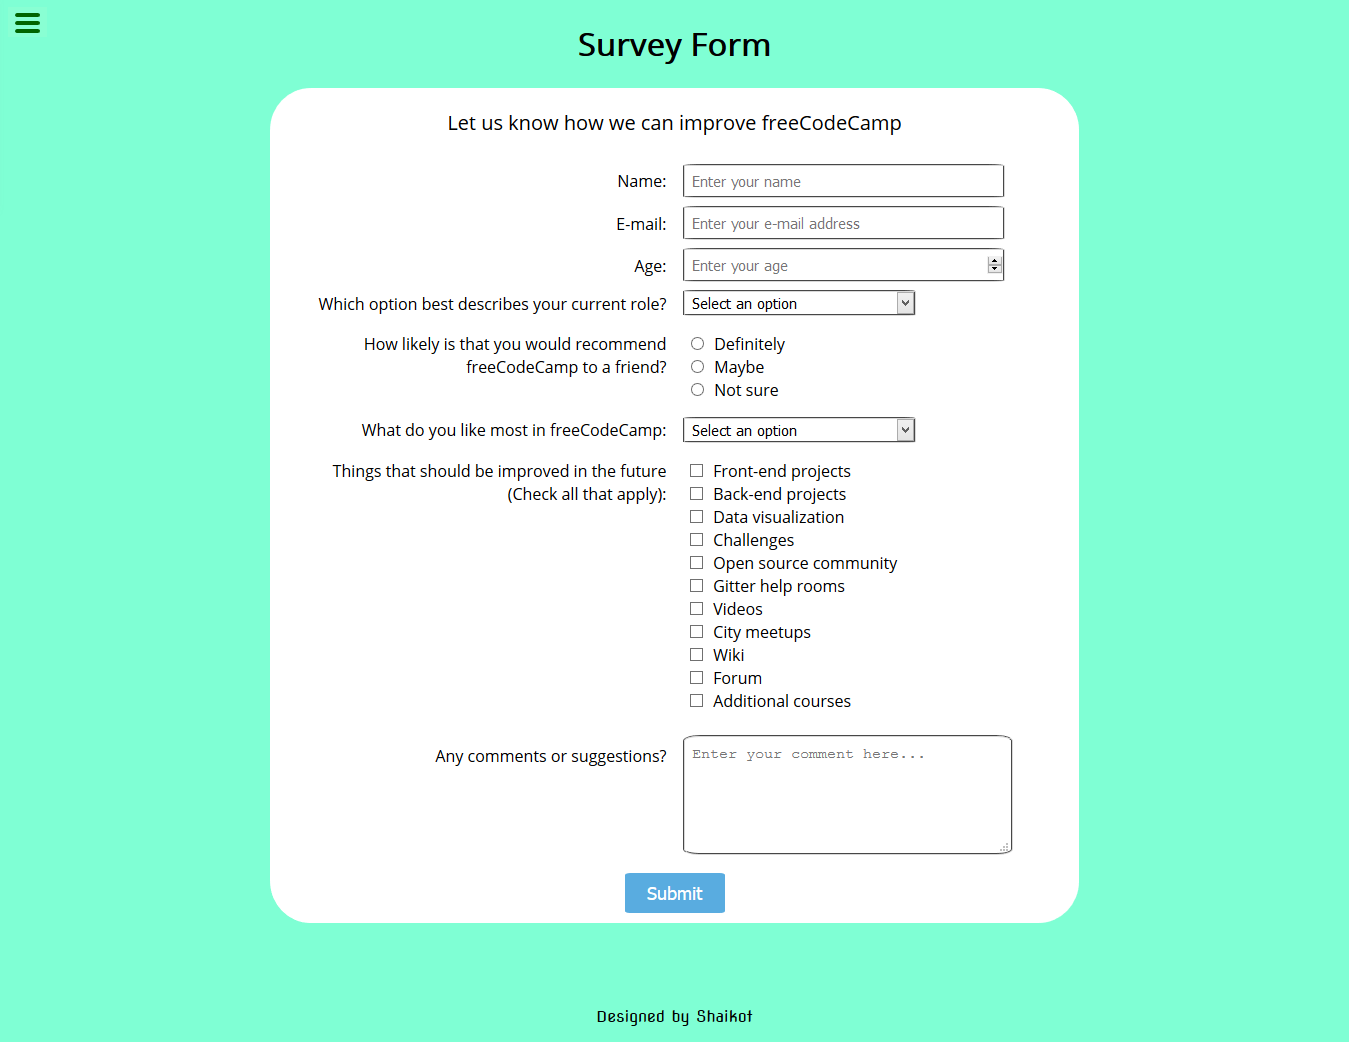 Survey Form
Let us know how we can improve freeCodeCamp
Name:
Enter your name
E-mail:
Enter your e-mail address
Age:
Enter your age
Which option best describes your current role?
Select an option
How likely is that you would recommend
freeCodeCamp to a friend?
Definitely
Maybe
Not sure
What do you like most in freeCodeCamp:
Select an option
Things that should be improved in the future
(Check all that apply):
Front-end projects
Back-end projects
Data visualization
Challenges
Open source community
Gitter help rooms
Videos
City meetups
Wiki
Forum
Additional courses
Any comments or suggestions?
Enter your comment here...
Submit
Designed by Shaikot